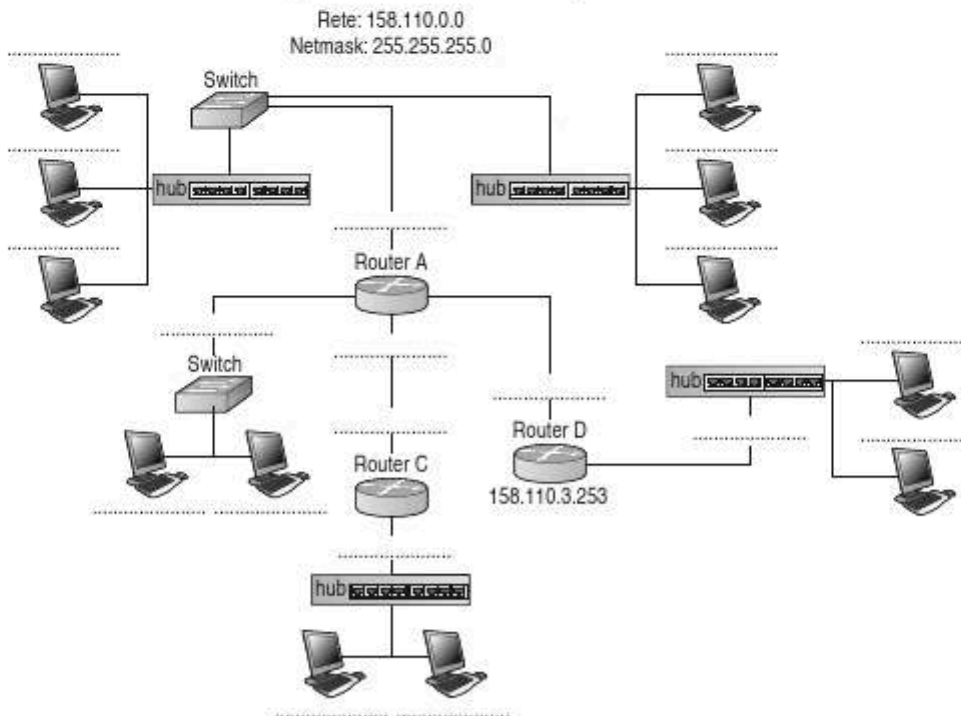 Rete: 158.110.0.0
Netmask: 255.255.255.0
Switch
hub
hub
Router A
Switch
hub
Router D
Router C
158.110.3.253
hub